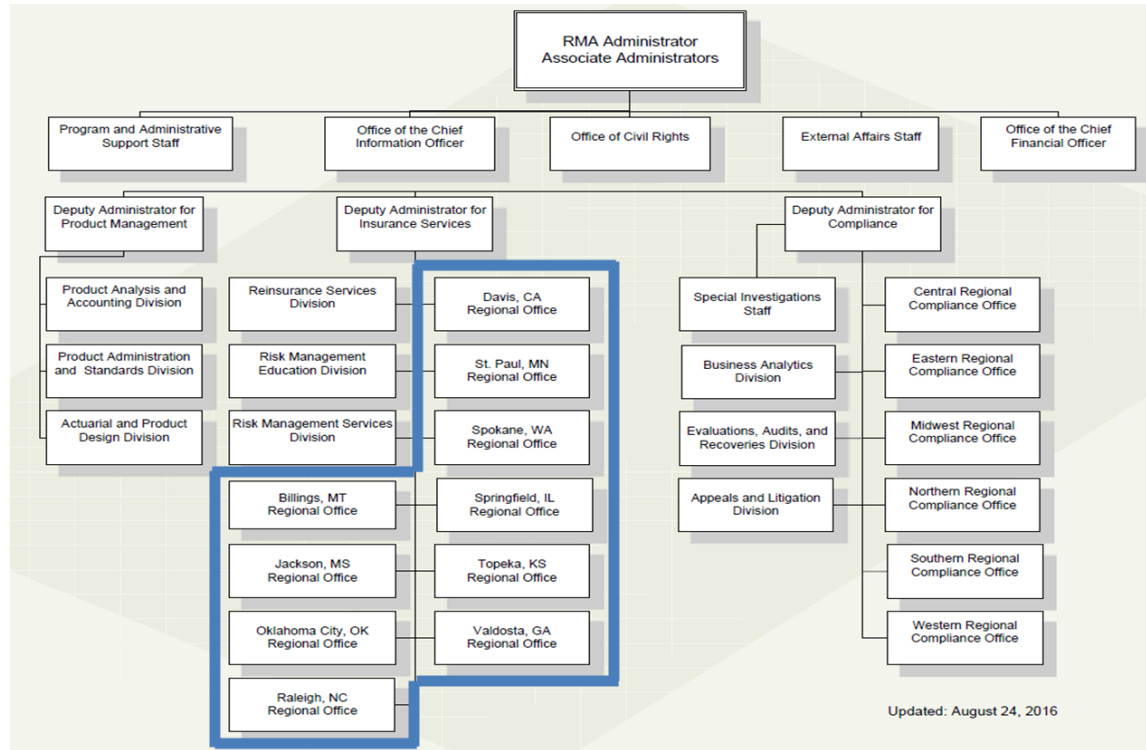 RMA Administrator
Associate Administrators
Program and Administrative
Support Staff
Office of the Chief
Information Officer
Office of Civil Rights
External Affairs Staff
Office of the Chief
Financial Officer
Deputy Administrator for
Product Management
Deputy Administrator for
Insurance Services
Deputy Administrator for
Compliance
Product Analysis and
Accounting Division
Product Administration
and Standards Division
Actuarial and Product
Design Division
Reinsurance Services
Division
Risk Management
Education Division
Risk Management Services
Division
Billings, MT
Regional Office
Jackson, MS
Regional Office
Oklahoma City, OK
Regional Office
Raleigh, NC
Regional Office
Davis, CA
Regional Office
St. Paul, MN
Regional Office
Spokane, WA
Regional Office
Springfield, IL
Regional Office
Topeka, KS
Regional Office
Valdosta, GA
Regional Office
Special Investigations
Staff
Business Analytics
Division
Evaluations, Audits, and
Recoveries Division
Appeals and Litigation
Division
Central Regional
Compliance Office
Eastern Regional
Compliance Office
Midwest Regional
Compliance Office
Northern Regional
Compliance Office
Southern Regional
Compliance Office
Western Regional
Compliance Office
Updated: August 24, 2016